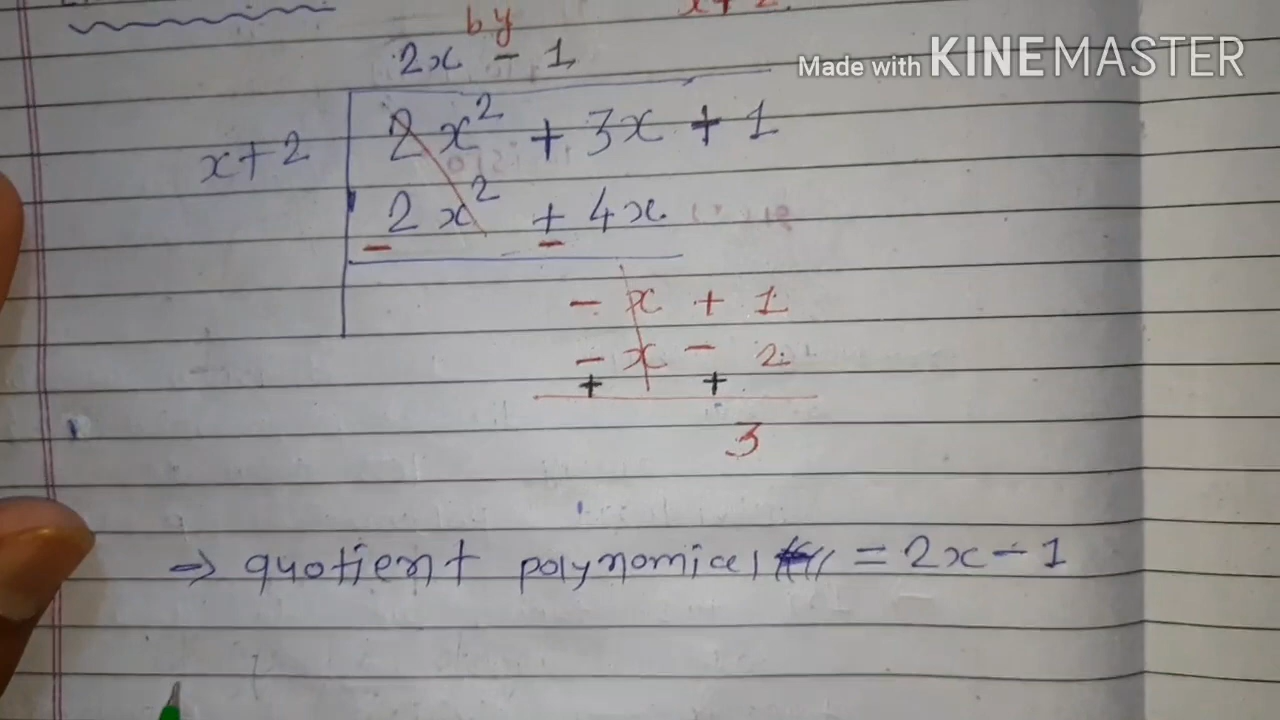 by x+2.
Made with KINEMASTER
2x - 1
x+2 2x² + 3x + 1
2x² + 4x
- -
- x + 1
- x - 2
+ +
3
⇒ quotient polynomial = 2x - 1